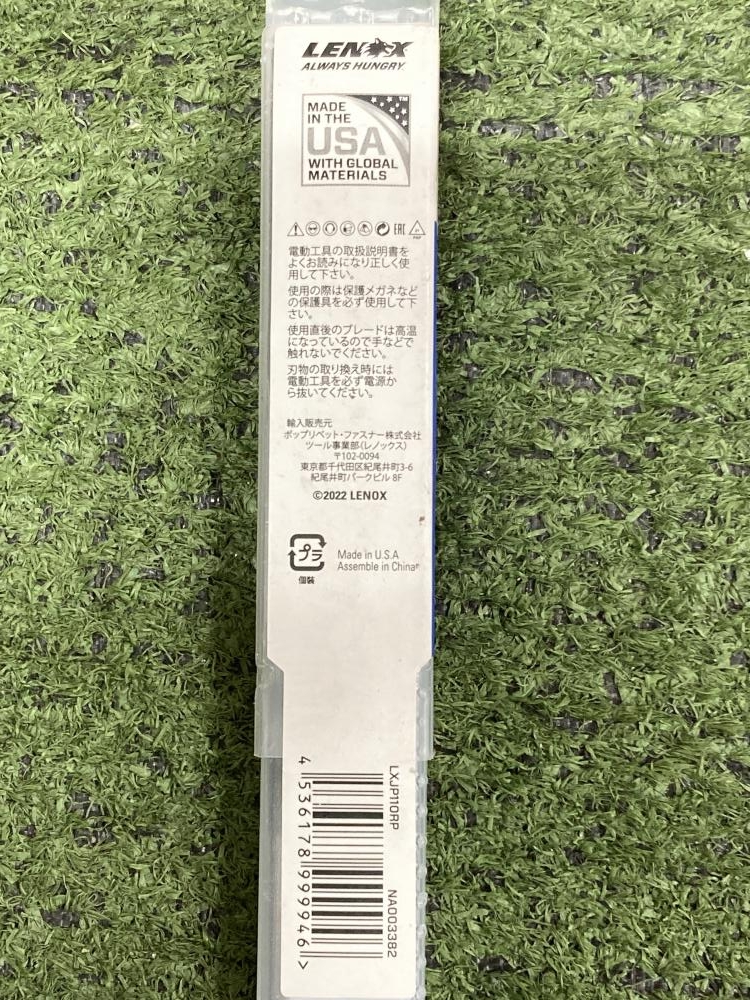 LENOX
ALWAYS HUNGRY.
MADE
IN THE
USA
WITH GLOBAL
MATERIALS
TM
EAC
電動工具の取扱説明書を
よくお読みになり正しく使
用して下さい。
使用の際は保護メガネなど
の保護具を必ず使用して下
さい。
使用直後のブレードは高温
になっているので手などで
触れないでください。
刃物の取り換え時には
電動工具を必ず電源か
ら抜いてください。
輸入販売元
ポップリベット・ファスナー株式会社
ツール事業部(レノックス)
〒102-0094
東京都千代田区紀尾井町3-6
紀尾井町パークビル 8F
©2022 LENOX
プラ
個装
Made in U.S.A
Assemble in China
LXJP110RP
NA003382
4 536178 999946 >